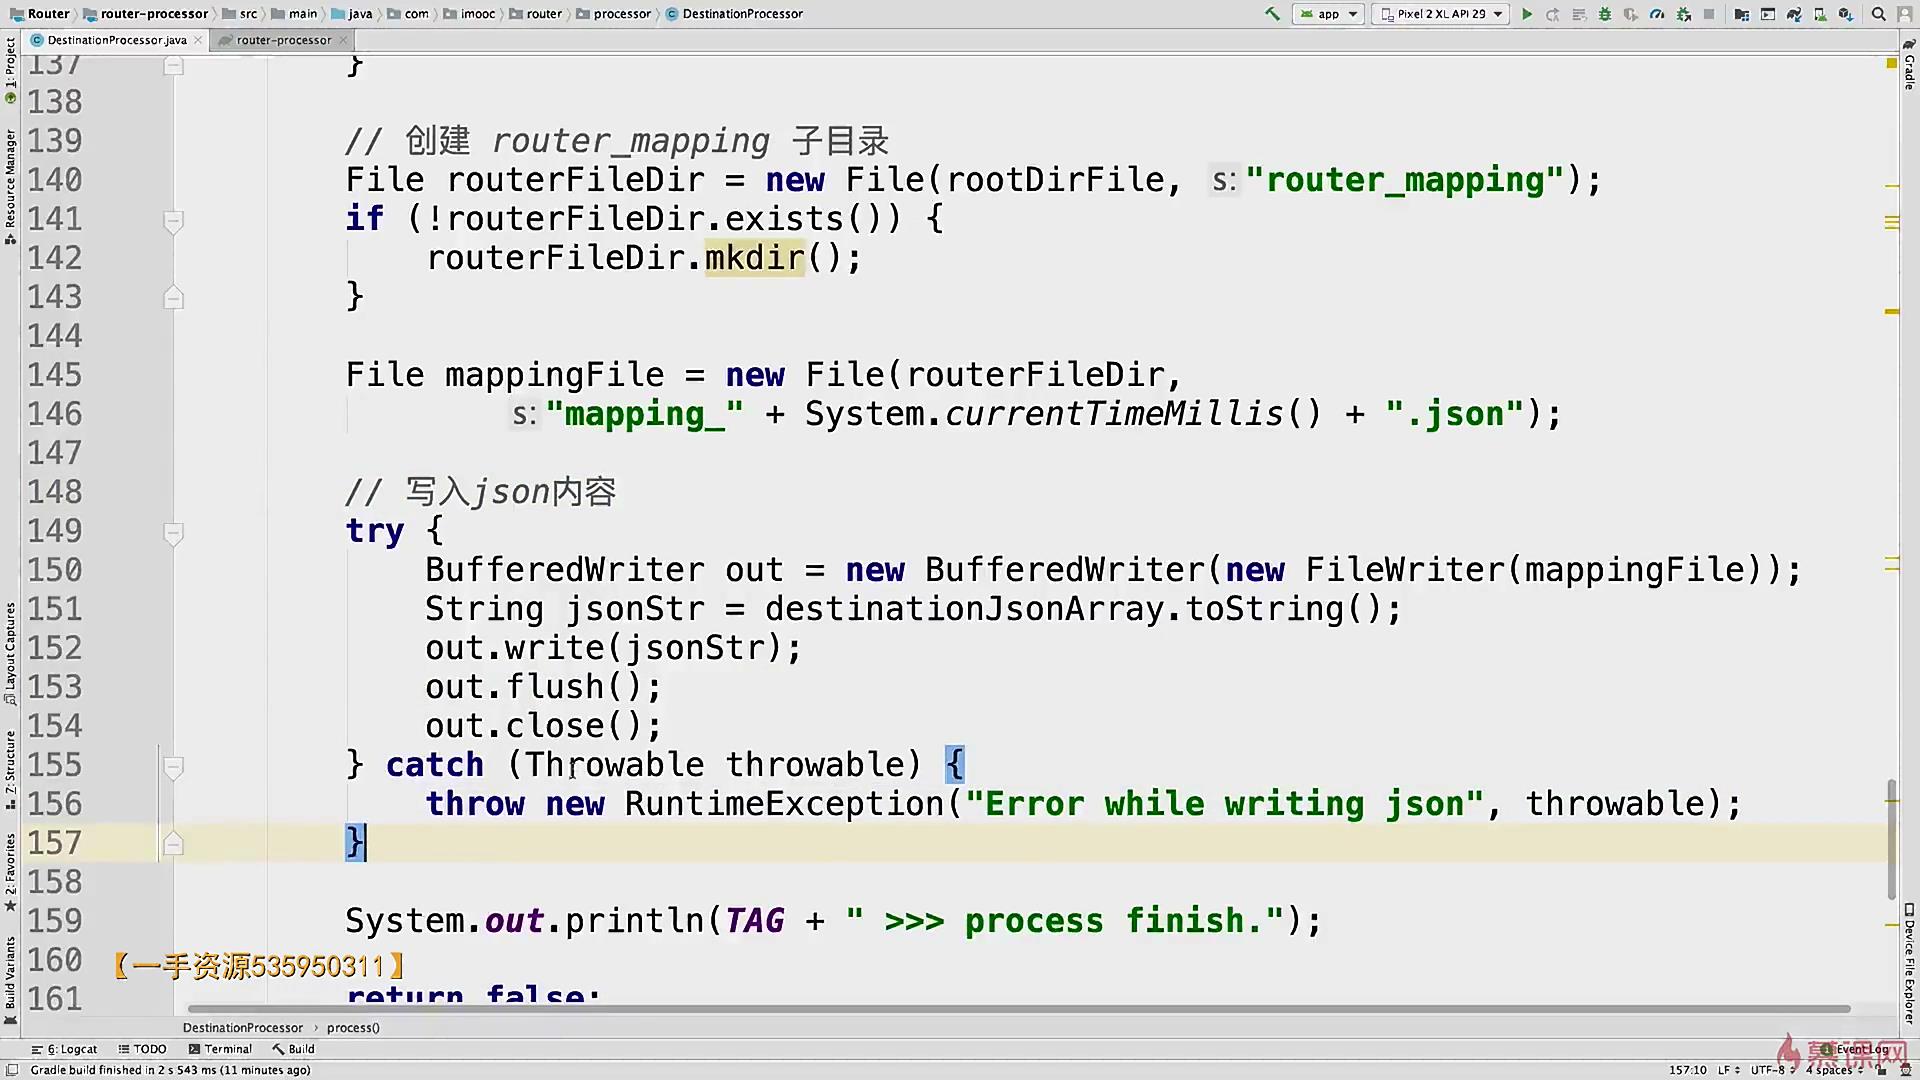 Router router-processor src main java com imooc router processor DestinationProcessor app Pixel 2 XL API 29
DestinationProcessor.java router-processor
1: Project
Resource Manager
Layout Captures
7: Structure
2: Favorites
Build Variants
Gradle
Device File Explorer
137 }
138
139 // 创建 router_mapping 子目录
140 File routerFileDir = new File(rootDirFile, s: "router_mapping");
141 if (!routerFileDir.exists()) {
142 routerFileDir.mkdir();
143 }
144
145 File mappingFile = new File(routerFileDir,
146 s: "mapping_" + System.currentTimeMillis() + ".json");
147
148 // 写入json内容
149 try {
150 BufferedWriter out = new BufferedWriter(new FileWriter(mappingFile));
151 String jsonStr = destinationJsonArray.toString();
152 out.write(jsonStr);
153 out.flush();
154 out.close();
155 } catch (Throwable throwable) {
156 throw new RuntimeException("Error while writing json", throwable);
157 }
158
159 System.out.println(TAG + " >>> process finish.");
160
【一手资源535950311】
161 return false;
DestinationProcessor › process()
6: Logcat TODO Terminal Build Event Log
慕课网
Gradle build finished in 2 s 543 ms (11 minutes ago) 157:10 LF UTF-8 4 spaces